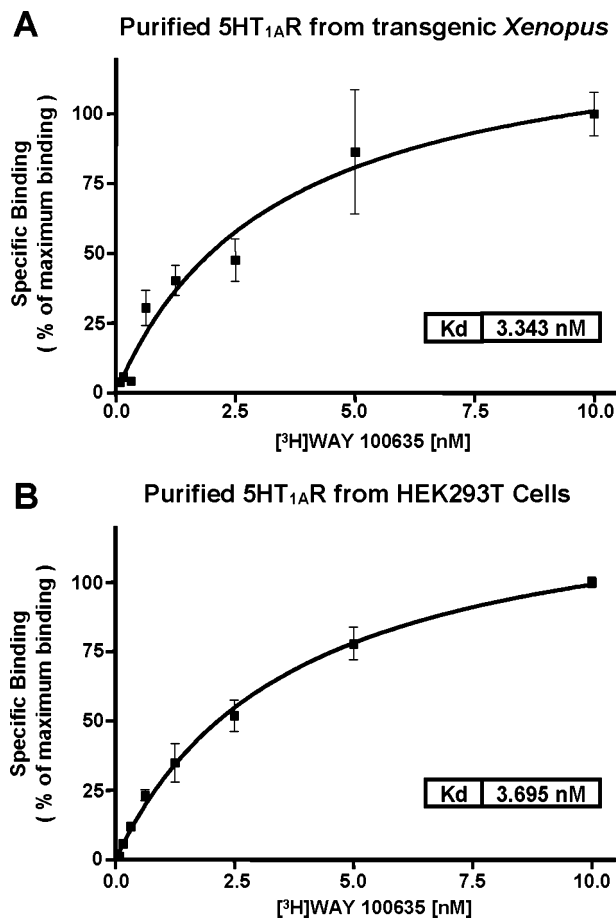 A
Purified 5HT1AR from transgenic Xenopus
Specific Binding
( % of maximum binding )
100
75
50
25
0
Kd 3.343 nM
0.0 2.5 5.0 7.5 10.0
[³H]WAY 100635 [nM]
B
Purified 5HT1AR from HEK293T Cells
Specific Binding
( % of maximum binding )
100
75
50
25
0
Kd 3.695 nM
0.0 2.5 5.0 7.5 10.0
[³H]WAY 100635 [nM]